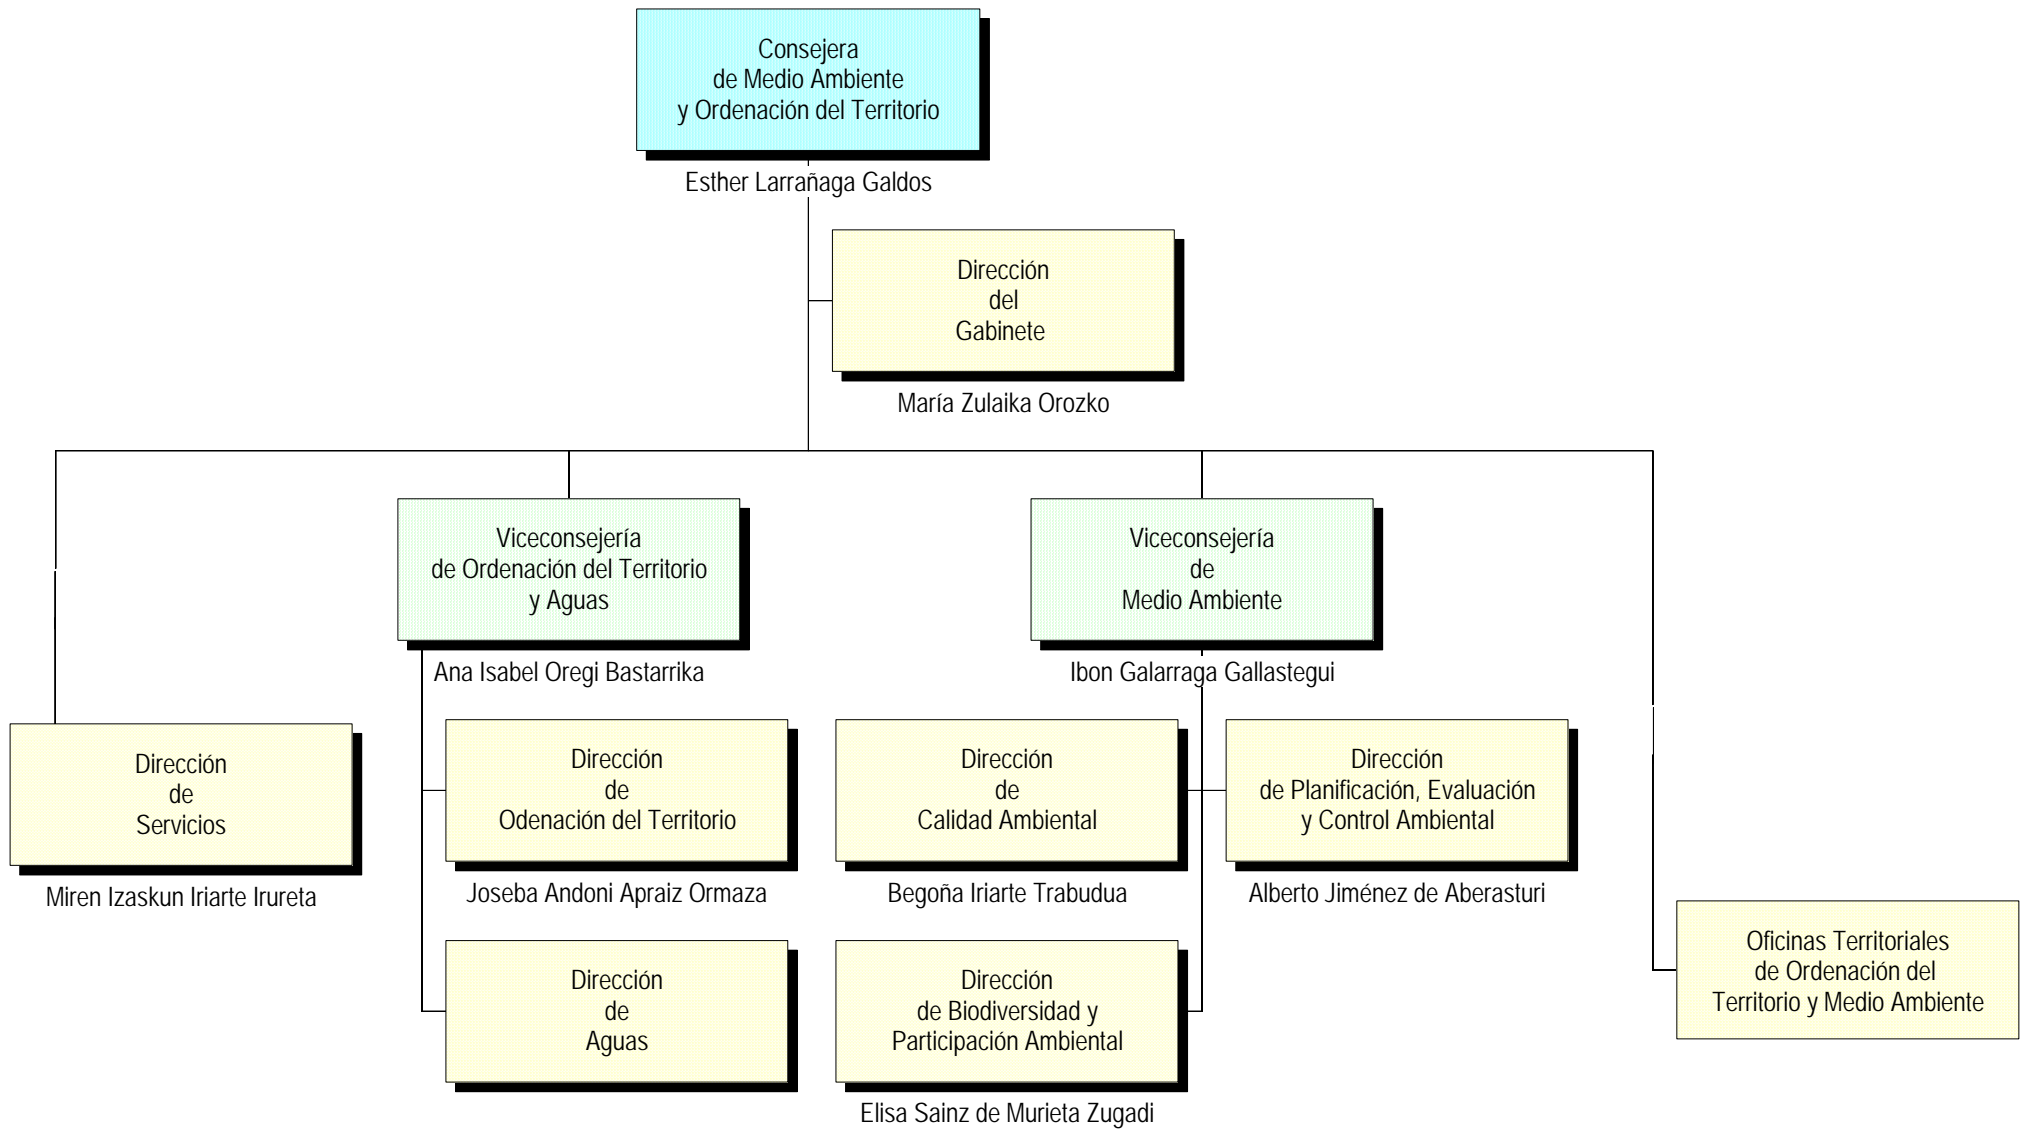 Consejera
de Medio Ambiente
y Ordenación del Territorio
Esther Larrañaga Galdos
Dirección
del
Gabinete
María Zulaika Orozko
Viceconsejería
de Ordenación del Territorio
y Aguas
Ana Isabel Oregi Bastarrika
Viceconsejería
de
Medio Ambiente
Ibon Galarraga Gallastegui
Dirección
de
Servicios
Miren Izaskun Iriarte Irureta
Dirección
de
Odenación del Territorio
Joseba Andoni Apraiz Ormaza
Dirección
de
Calidad Ambiental
Begoña Iriarte Trabudua
Dirección
de Planificación, Evaluación
y Control Ambiental
Alberto Jiménez de Aberasturi
Dirección
de
Aguas
Dirección
de Biodiversidad y
Participación Ambiental
Elisa Sainz de Murieta Zugadi
Oficinas Territoriales
de Ordenación del
Territorio y Medio Ambiente